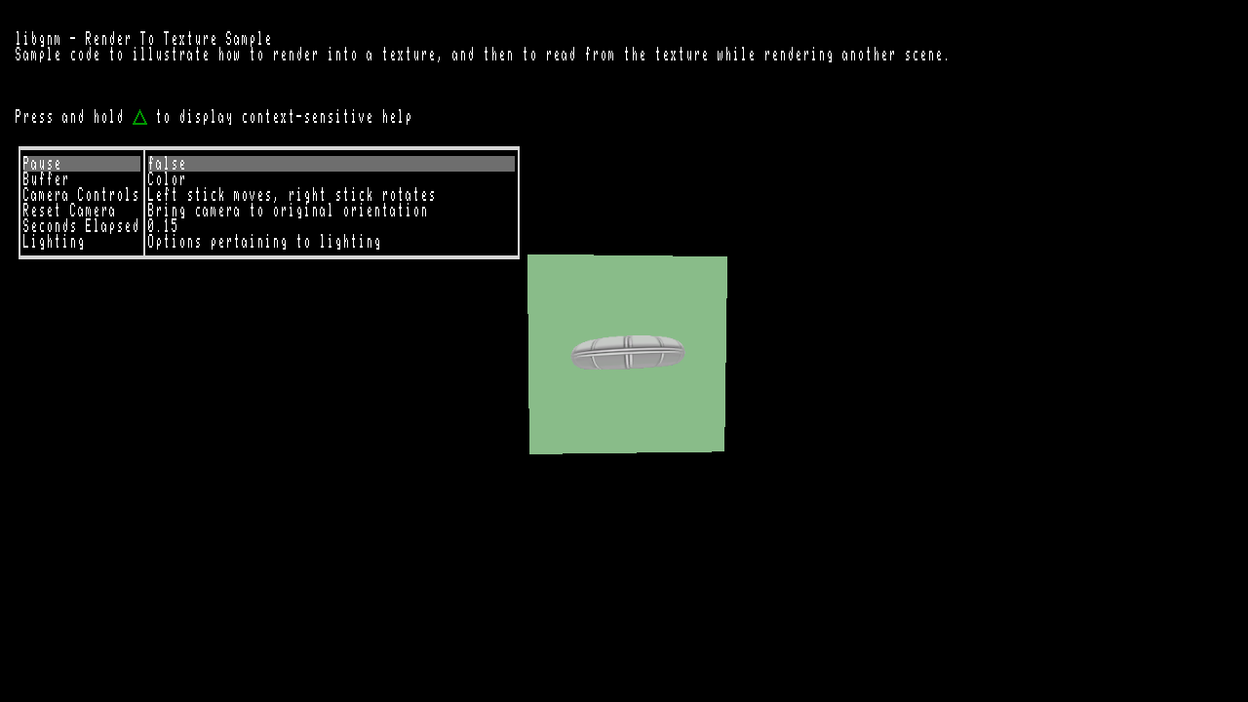 libgnm - Render To Texture Sample
Sample code to illustrate how to render into a texture, and then to read from the texture while rendering another scene.
Press and hold △ to display context-sensitive help
Pause false
Buffer Color
Camera Controls Left stick moves, right stick rotates
Reset Camera Bring camera to original orientation
Seconds Elapsed 0.15
Lighting Options pertaining to lighting